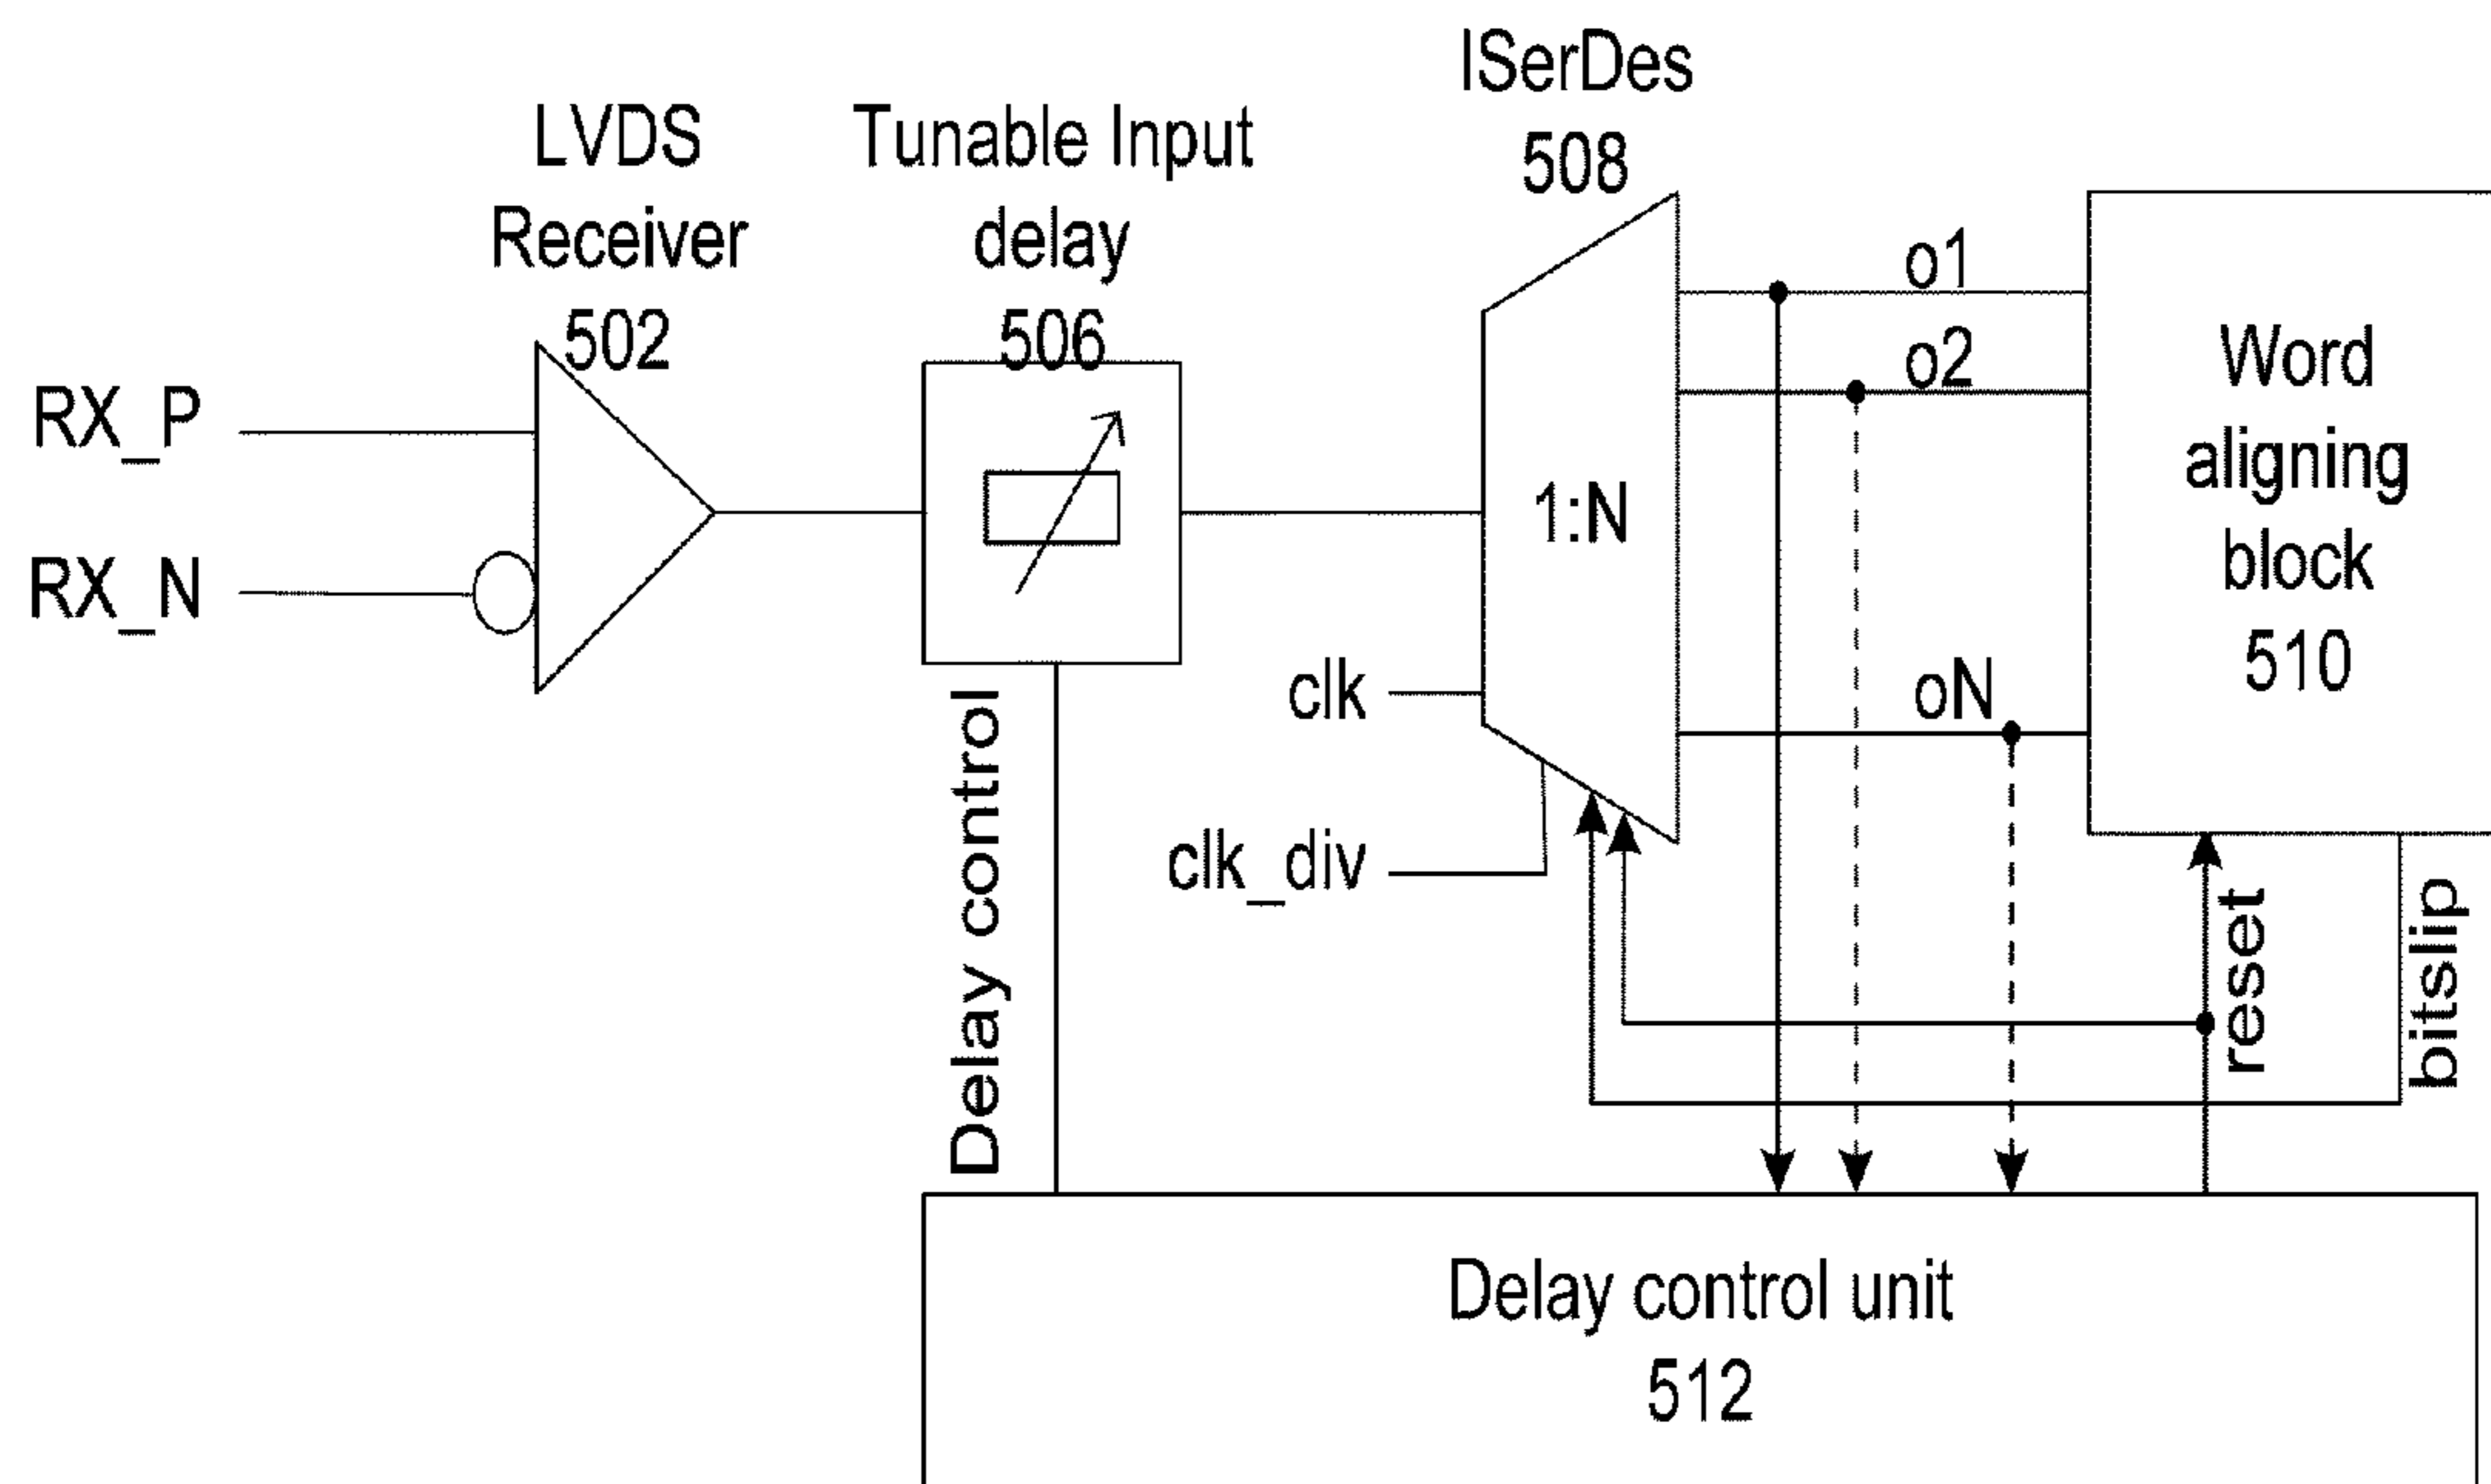 ISerDes
508
LVDS
Receiver
502
Tunable Input
delay
506
RX_P
RX_N
1:N
clk
clk_div
o1
o2
oN
Word
aligning
block
510
Delay control
reset
bitslip
Delay control unit
512